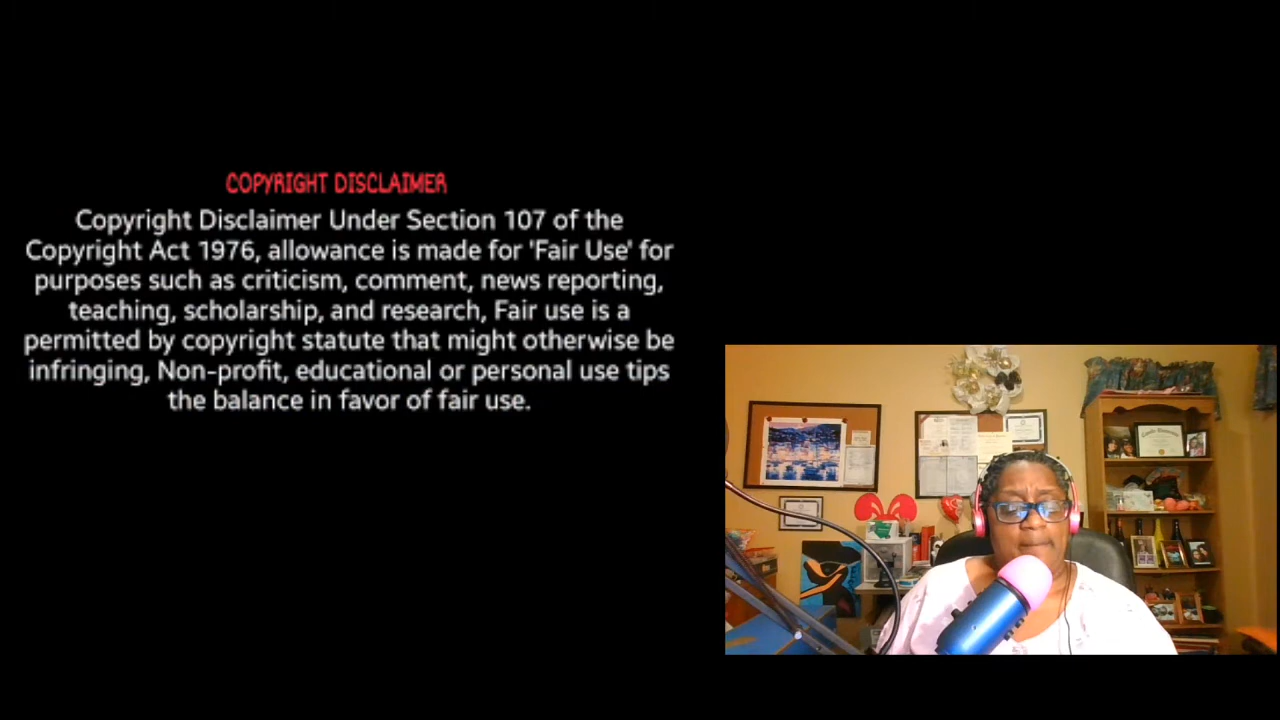 COPYRIGHT DISCLAIMER
Copyright Disclaimer Under Section 107 of the
Copyright Act 1976, allowance is made for 'Fair Use' for
purposes such as criticism, comment, news reporting,
teaching, scholarship, and research, Fair use is a
permitted by copyright statute that might otherwise be
infringing, Non-profit, educational or personal use tips
the balance in favor of fair use.